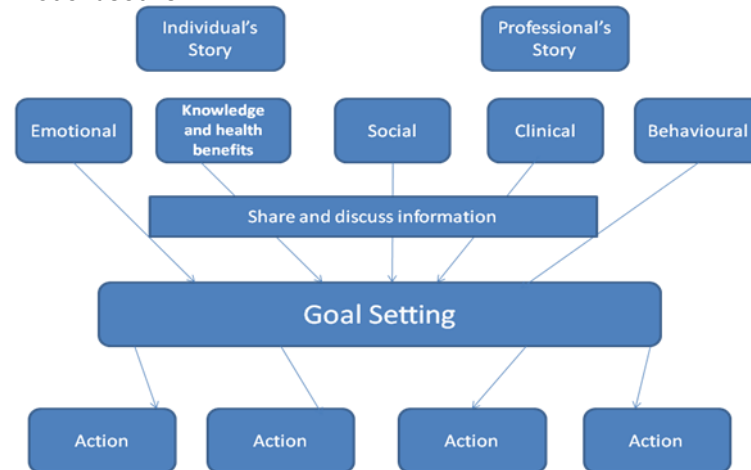 Individual's
Story
Professional's
Story
Emotional
Knowledge
and health
benefits
Social
Clinical
Behavioural
Share and discuss information
Goal Setting
Action
Action
Action
Action